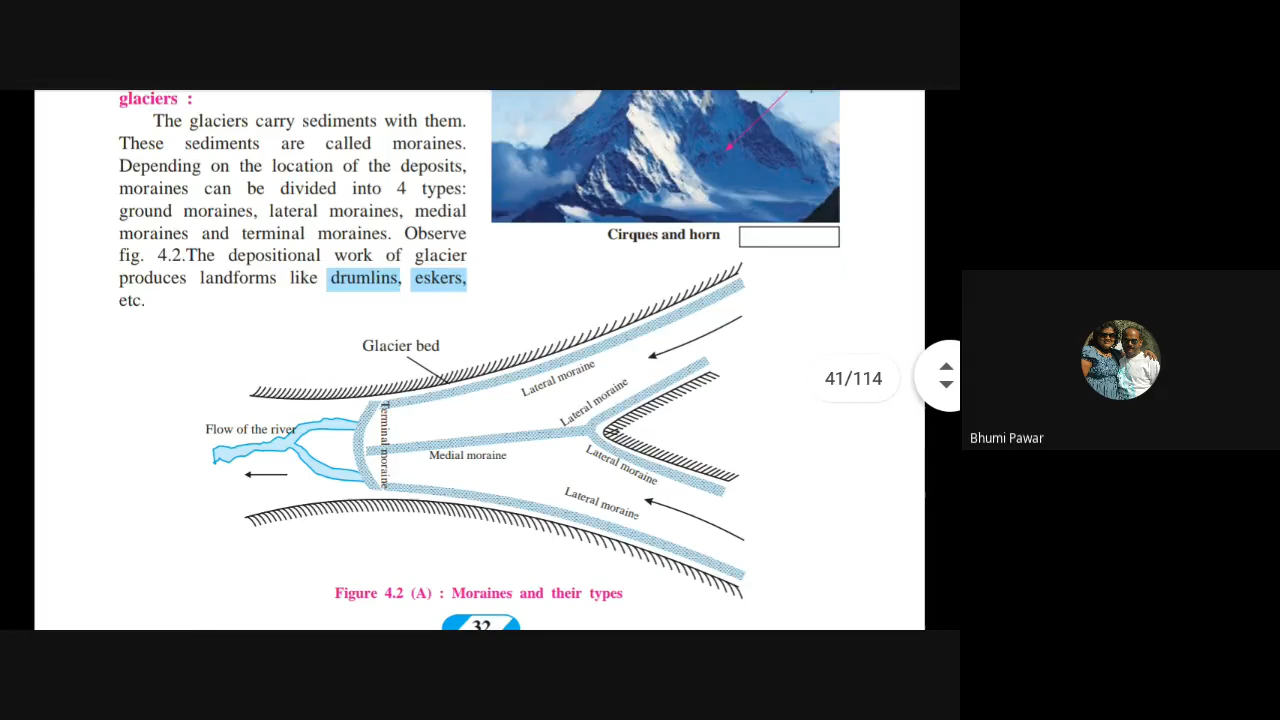 glaciers :
The glaciers carry sediments with them.
These sediments are called moraines.
Depending on the location of the deposits,
moraines can be divided into 4 types:
ground moraines, lateral moraines, medial
moraines and terminal moraines. Observe
fig. 4.2.The depositional work of glacier
produces landforms like drumlins, eskers,
etc.
Cirques and horn
Glacier bed
Lateral moraine
Lateral moraine
Flow of the river
Terminal moraine
Medial moraine
Lateral moraine
Lateral moraine
Figure 4.2 (A) : Moraines and their types
32
41/114
Bhumi Pawar